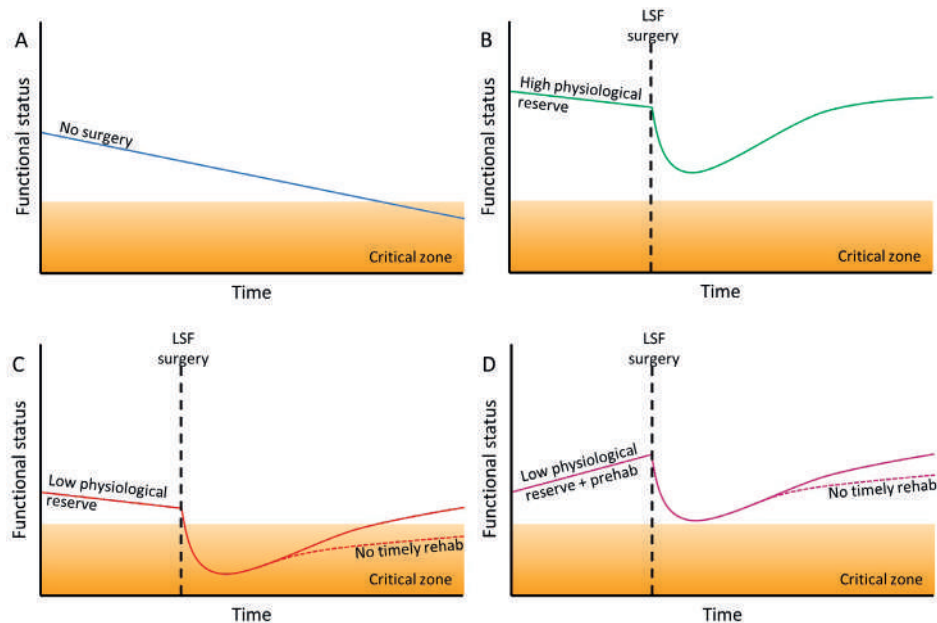 A
Functional status
No surgery
Critical zone
Time
LSF
surgery
B
Functional status
High physiological
reserve
Critical zone
Time
LSF
surgery
C
Functional status
Low physiological
reserve
No timely rehab
Critical zone
Time
LSF
surgery
D
Functional status
Low physiological
reserve + prehab
No timely rehab
Critical zone
Time